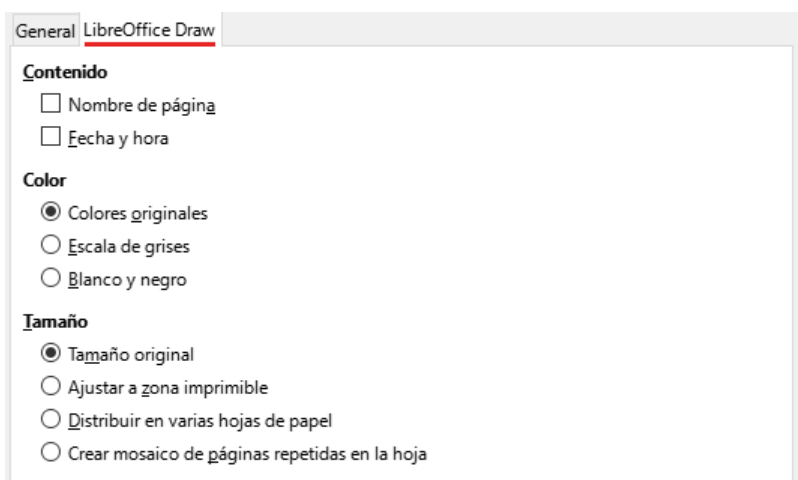 General LibreOffice Draw
Contenido
Nombre de página
Fecha y hora
Color
Colores originales
Escala de grises
Blanco y negro
Tamaño
Tamaño original
Ajustar a zona imprimible
Distribuir en varias hojas de papel
Crear mosaico de páginas repetidas en la hoja